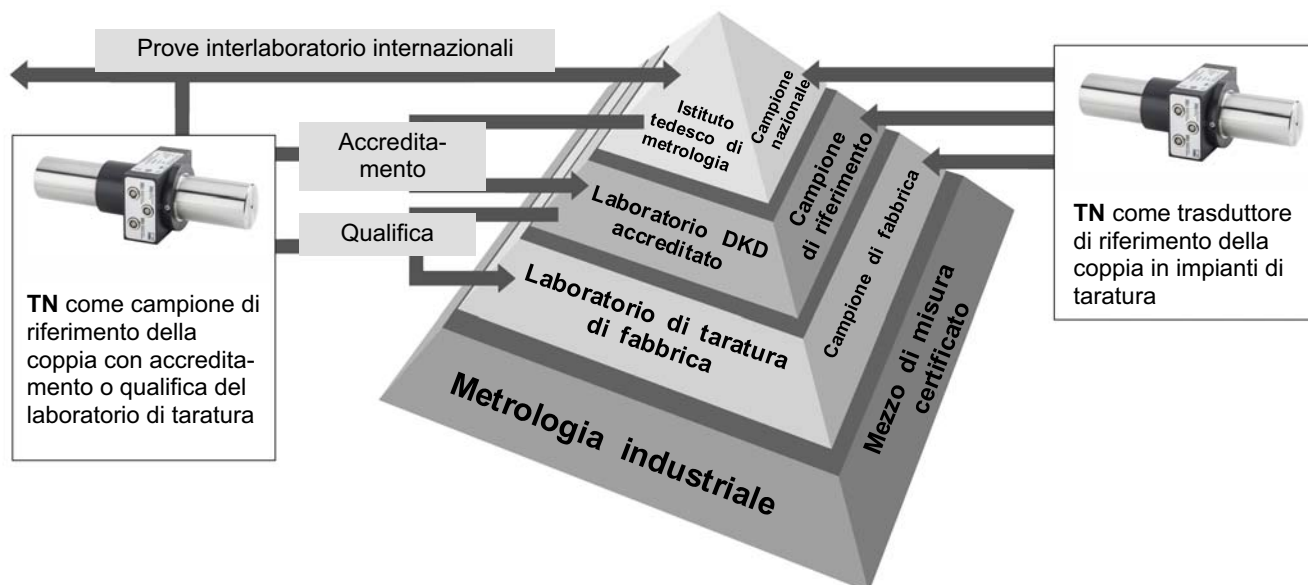 Prove interlaboratorio internazionali
Accredita-
mento
Qualifica
TN come campione di
riferimento della
coppia con accredita-
mento o qualifica del
laboratorio di taratura
Istituto
tedesco di
metrologia
Campione
nazionale
Laboratorio DKD
accreditato
Campione
di riferimento
Laboratorio di taratura
di fabbrica
Campione di fabbrica
Metrologia industriale
Mezzo di misura
certificato
TN come trasduttore
di riferimento della
coppia in impianti di
taratura